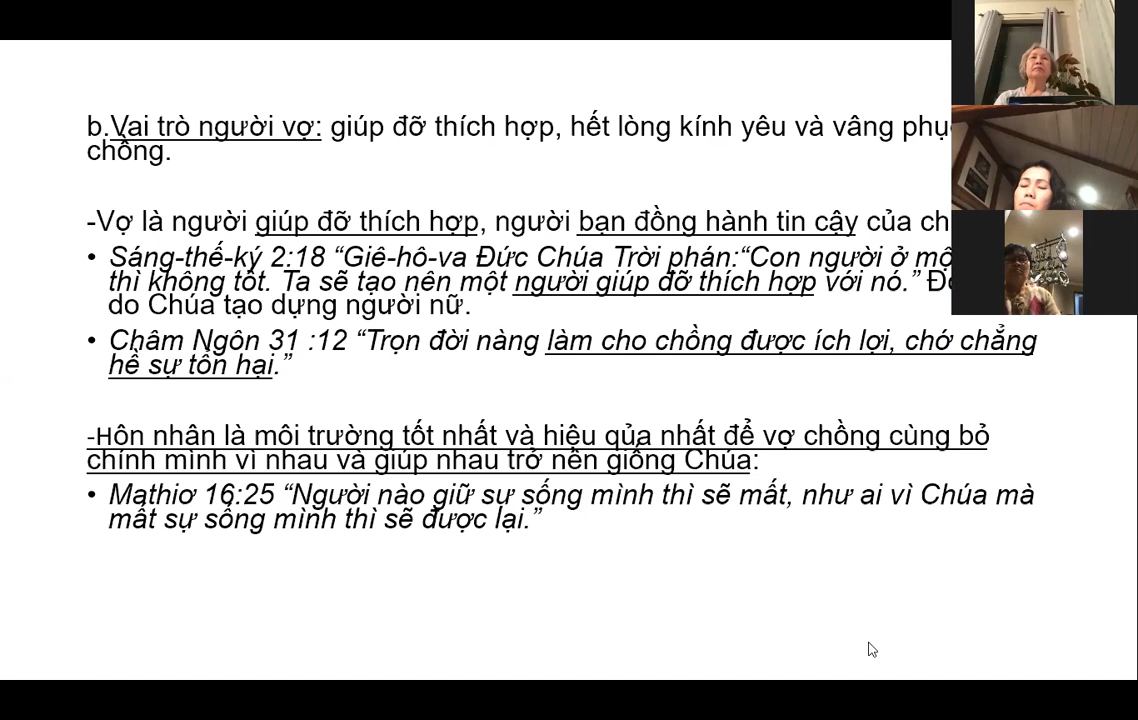 b.Vai trò người vợ: giúp đỡ thích hợp, hết lòng kính yêu và vâng
chồng.
-Vợ là người giúp đỡ thích hợp, người bạn đồng hành tin cậy của
• Sáng-thế-ký 2:18 “Giê-hô-va Đức Chúa Trời phán:“Con người ở
thì không tốt. Ta sẽ tạo nên một người giúp đỡ thích hợp với nó.”
do Chúa tạo dựng người nữ.
• Châm Ngôn 31 :12 “Trọn đời nàng làm cho chồng được ích lợi, chớ chẳng
hề sự tổn hại.”
-Hôn nhân là môi trường tốt nhất và hiệu qủa nhất để vợ chồng cùng bỏ
chính mình vì nhau và giúp nhau trở nên giống Chúa:
• Mathiơ 16:25 “Người nào giữ sự sống mình thì sẽ mất, như ai vì Chúa mà
mất sự sống mình thì sẽ được lại.”